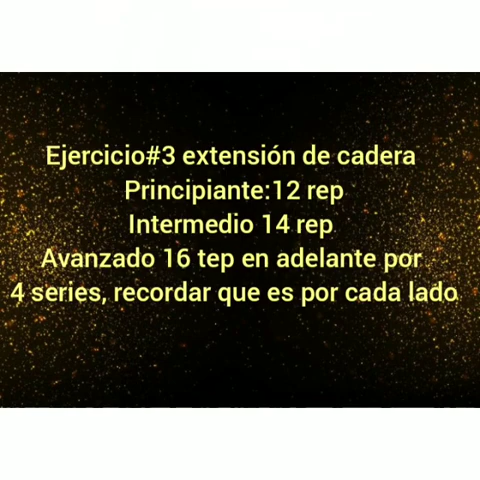 Ejercicio#3 extensión de cadera
Principiante:12 rep
Intermedio 14 rep
Avanzado 16 tep en adelante por
4 series, recordar que es por cada lado